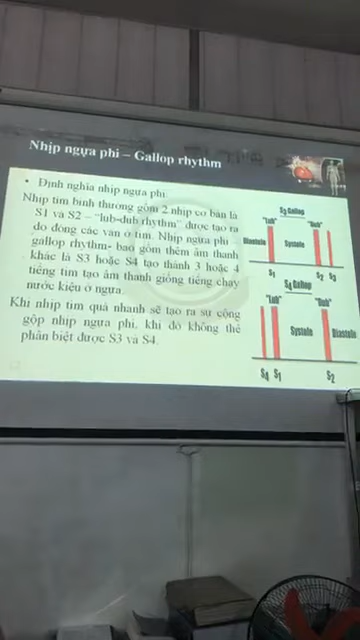 Nhịp ngựa phi – Gallop rhythm
• Định nghĩa nhịp ngựa phi:
Nhịp tim bình thường gồm 2 nhịp cơ bản là
S1 và S2 – "lub-dub rhythm" được tạo ra
do đóng các van ở tim. Nhịp ngựa phi –
gallop rhythm- bao gồm thêm âm thanh
khác là S3 hoặc S4 tạo thành 3 hoặc 4
tiếng tim tạo âm thanh giống tiếng chạy
nước kiệu ở ngựa.
Khi nhịp tim quá nhanh sẽ tạo ra sự cộng
gộp nhịp ngựa phi, khi đó không thể
phân biệt được S3 và S4.
S3 Gallop
"Lub" "Dub"
Diastole Systole
S1 S2 S3
S4 Gallop
"Lub" "Dub"
Systole Diastole
S4 S1 S2